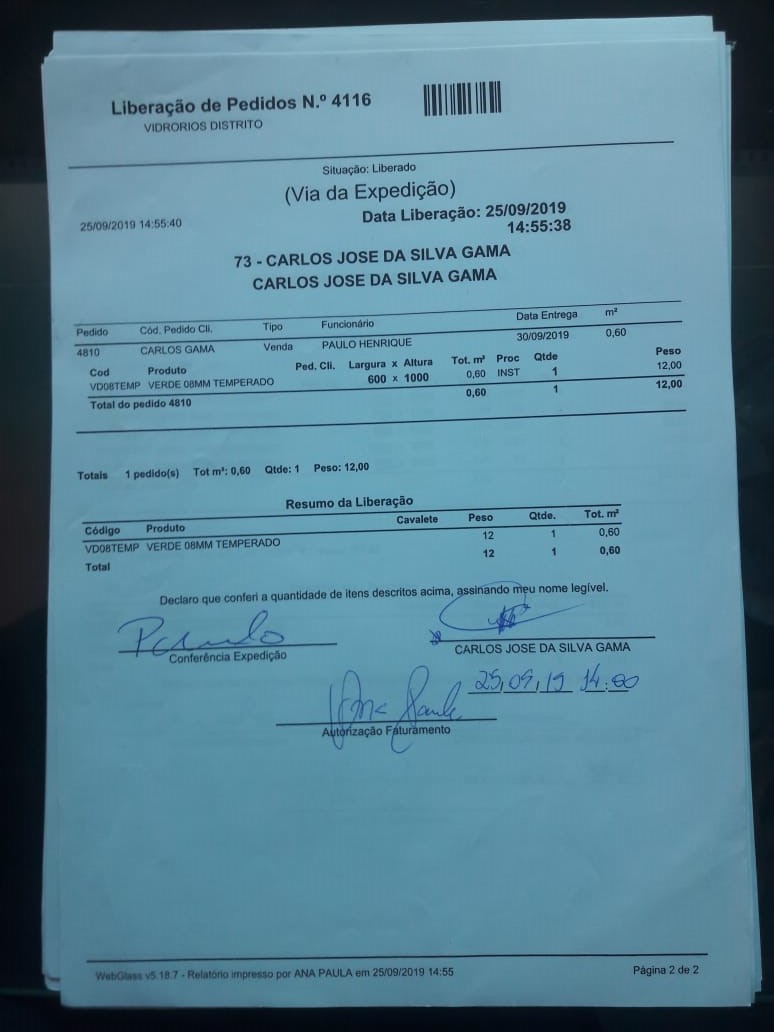 Liberação de Pedidos N.º 4116
VIDRORIOS DISTRITO
Situação: Liberado
(Via da Expedição)
25/09/2019 14:55:40
Data Liberação: 25/09/2019
14:55:38
73 - CARLOS JOSE DA SILVA GAMA
CARLOS JOSE DA SILVA GAMA
Pedido Cód. Pedido Cli. Tipo Funcionário Data Entrega m²
4810 CARLOS GAMA Venda PAULO HENRIQUE 30/09/2019 0,60
Cod Produto Ped. Cli. Largura x Altura Tot. m² Proc Qtde Peso
VD08TEMP VERDE 08MM TEMPERADO 600 x 1000 0,60 INST 1 12,00
Total do pedido 4810 0,60 1 12,00
Totais 1 pedido(s) Tot m²: 0,60 Qtde: 1 Peso: 12,00
Resumo da Liberação
Código Produto Cavalete Peso Qtde. Tot. m²
VD08TEMP VERDE 08MM TEMPERADO 12 1 0,60
Total 12 1 0,60
Declaro que conferi a quantidade de itens descritos acima, assinando meu nome legível.
Conferência Expedição
CARLOS JOSE DA SILVA GAMA
25,09,19 14:00
Ana Paula
Autorização Faturamento
WebGlass v5.18.7 - Relatório impresso por ANA PAULA em 25/09/2019 14:55
Página 2 de 2